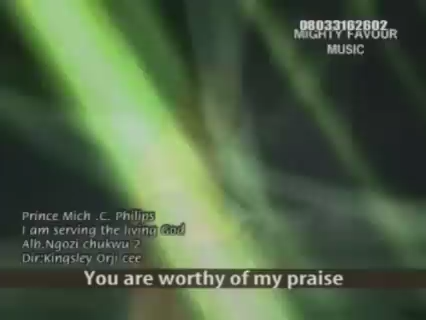 08033162602
MIGHTY FAVOUR
MUSIC
Prince Mich .C. Philips
I am serving the living God
Alb.Ngozi chukwu 2
Dir:Kingsley Orji cee
You are worthy of my praise